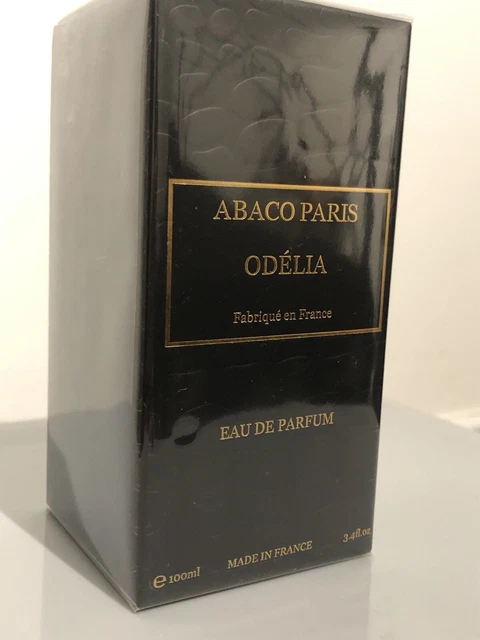 ABACO PARIS
ODÉLIA
Fabriqué en France
EAU DE PARFUM
e 100ml MADE IN FRANCE 3.4fl.oz.